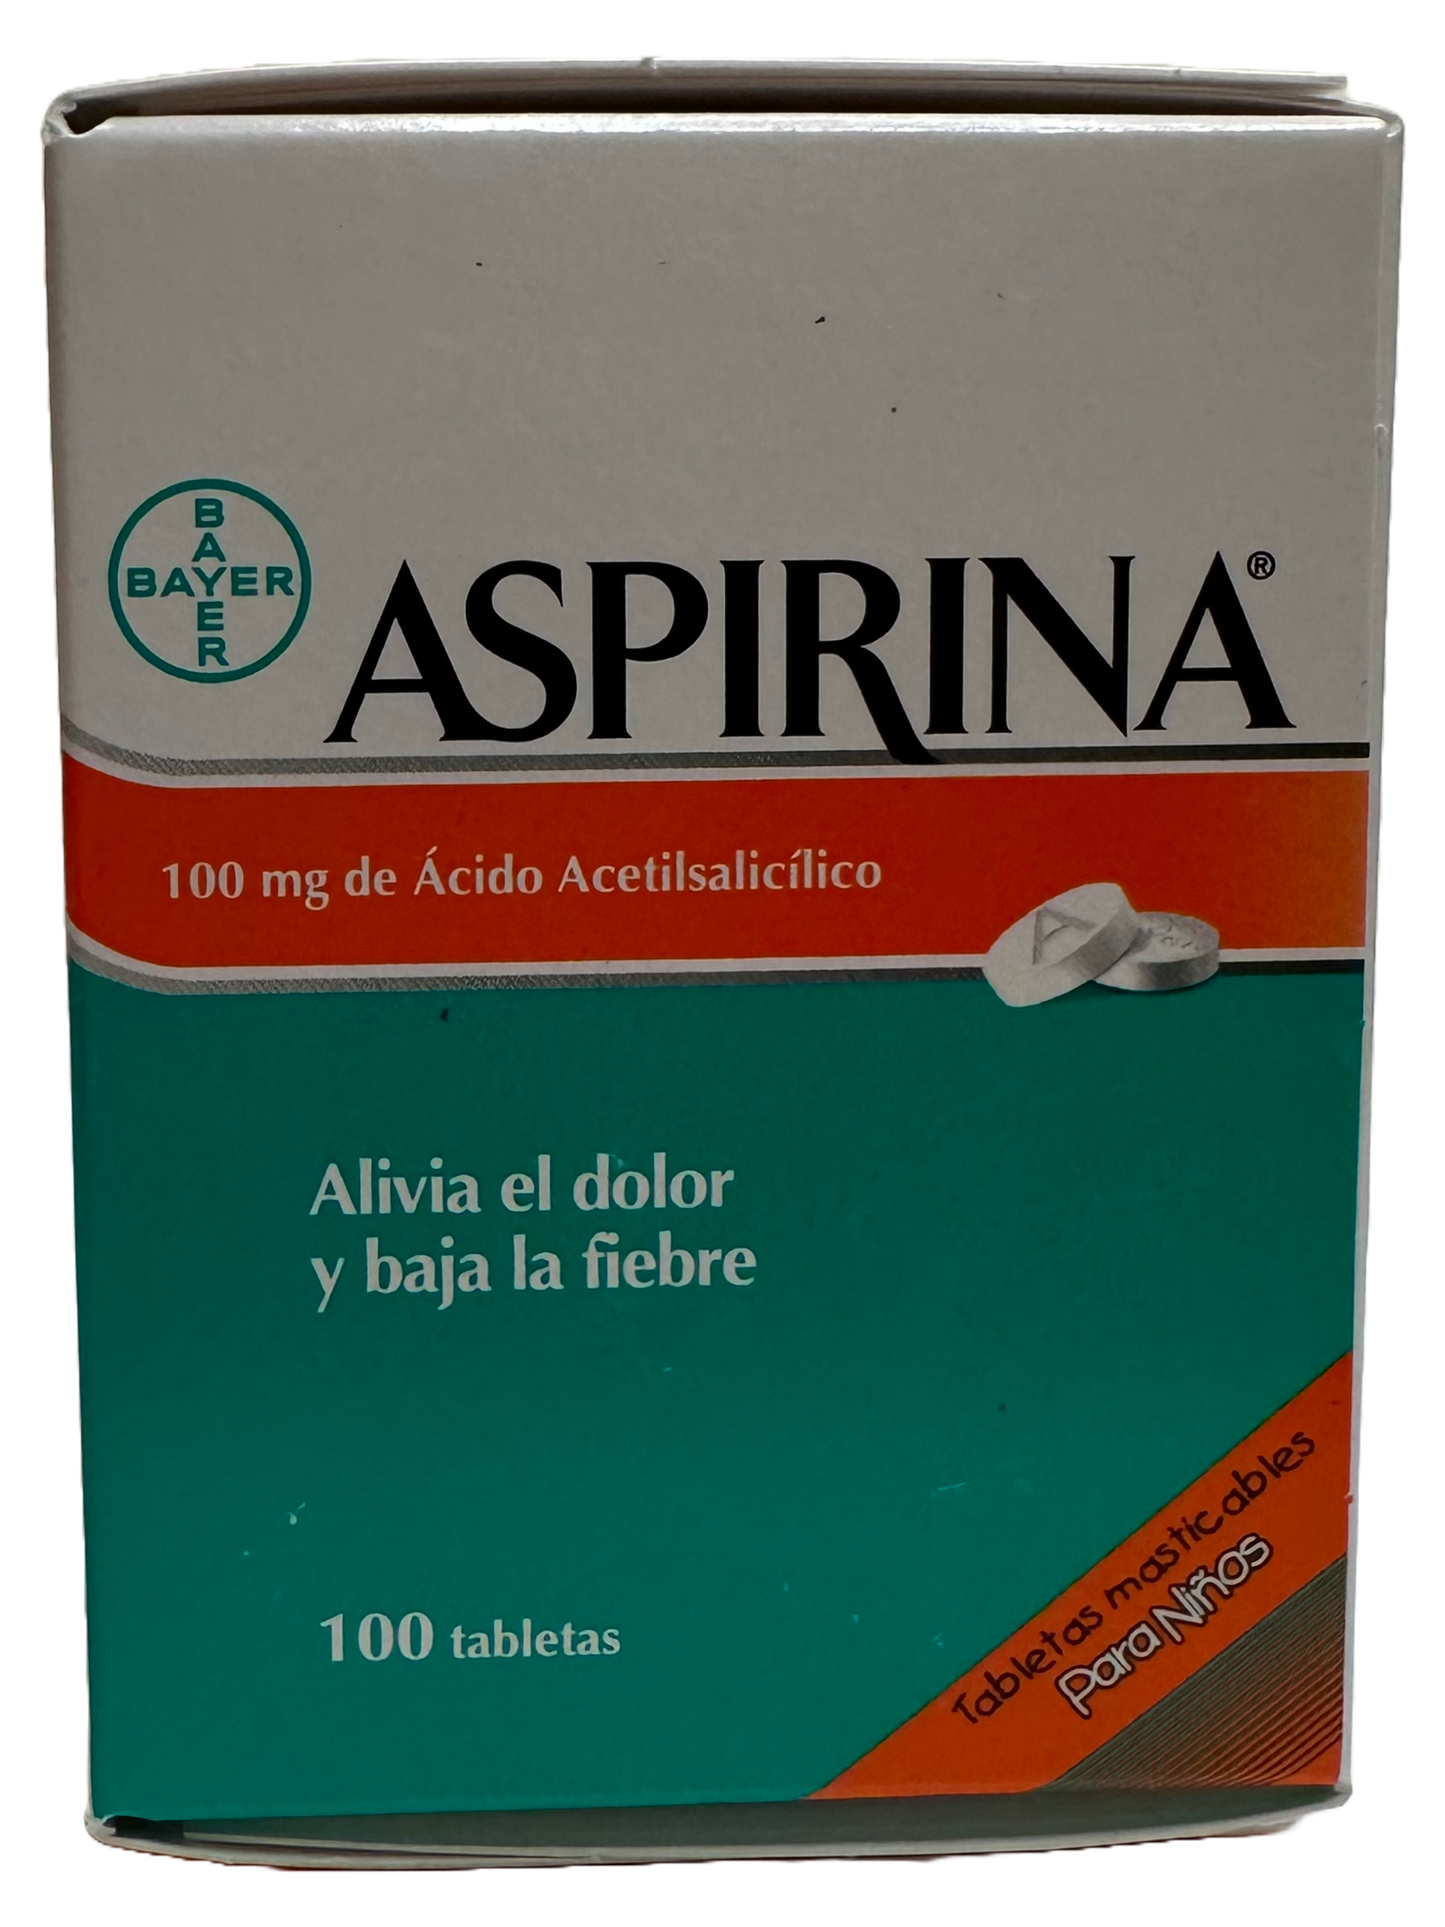 BAYER
BAYER
ASPIRINA®
100 mg de Ácido Acetilsalicílico
A
Alivia el dolor
y baja la fiebre
100 tabletas
Tabletas masticables
Para Niños